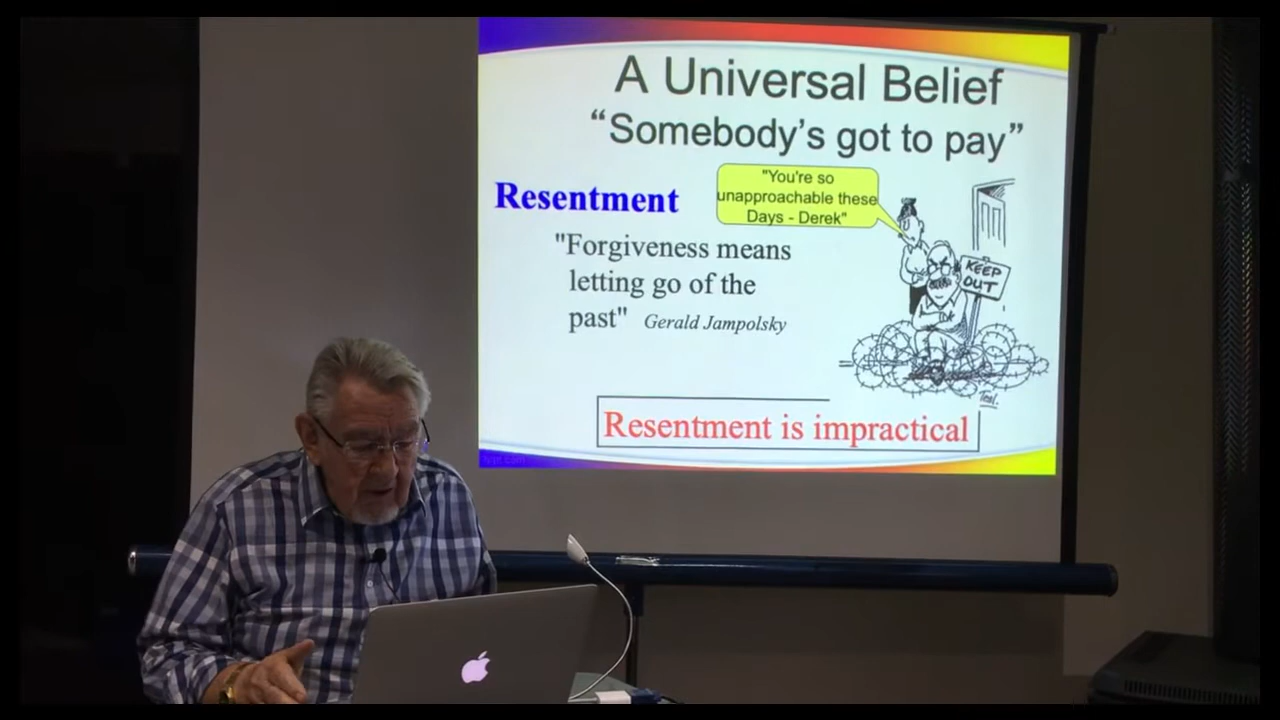 A Universal Belief
“Somebody’s got to pay”
Resentment
"You're so
unapproachable these
Days - Derek"
"Forgiveness means
letting go of the
past" Gerald Jampolsky
KEEP
OUT
Resentment is impractical